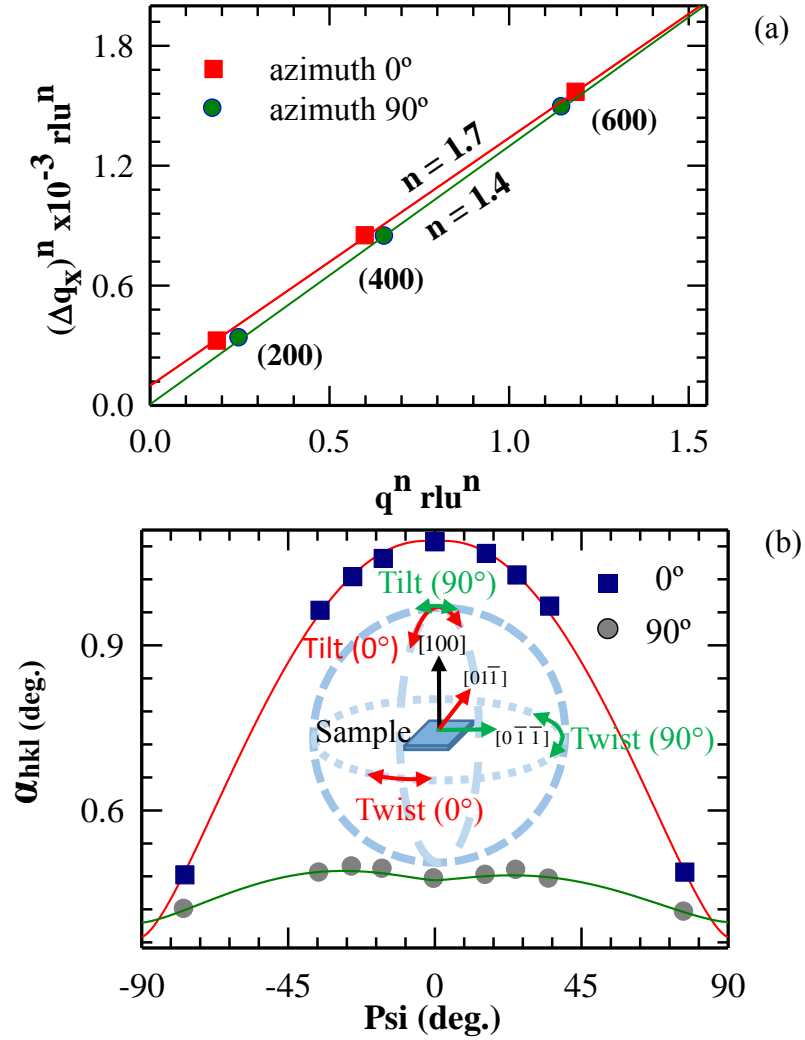 (a)
1.8
1.2
0.6
0.0
(Δq_x)^n x10^-3 rlu^n
azimuth 0º
azimuth 90º
n = 1.7
n = 1.4
(600)
(400)
(200)
0.0 0.5 1.0 1.5
q^n rlu^n
(b)
0.9
0.6
α_hkl (deg.)
0º
90º
Tilt (90°)
Tilt (0°)
[100]
[011̅]
Sample
[01̅1̅]
Twist (90°)
Twist (0°)
-90 -45 0 45 90
Psi (deg.)